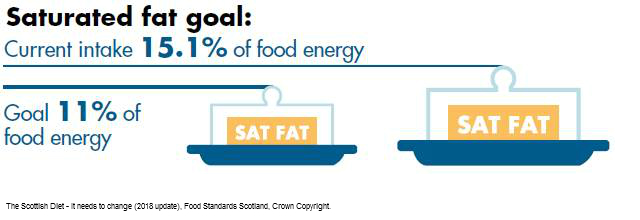 Saturated fat goal:
Current intake 15.1% of food energy
Goal 11% of
food energy
SAT FAT
SAT FAT
The Scottish Diet - it needs to change (2018 update), Food Standards Scotland, Crown Copyright.